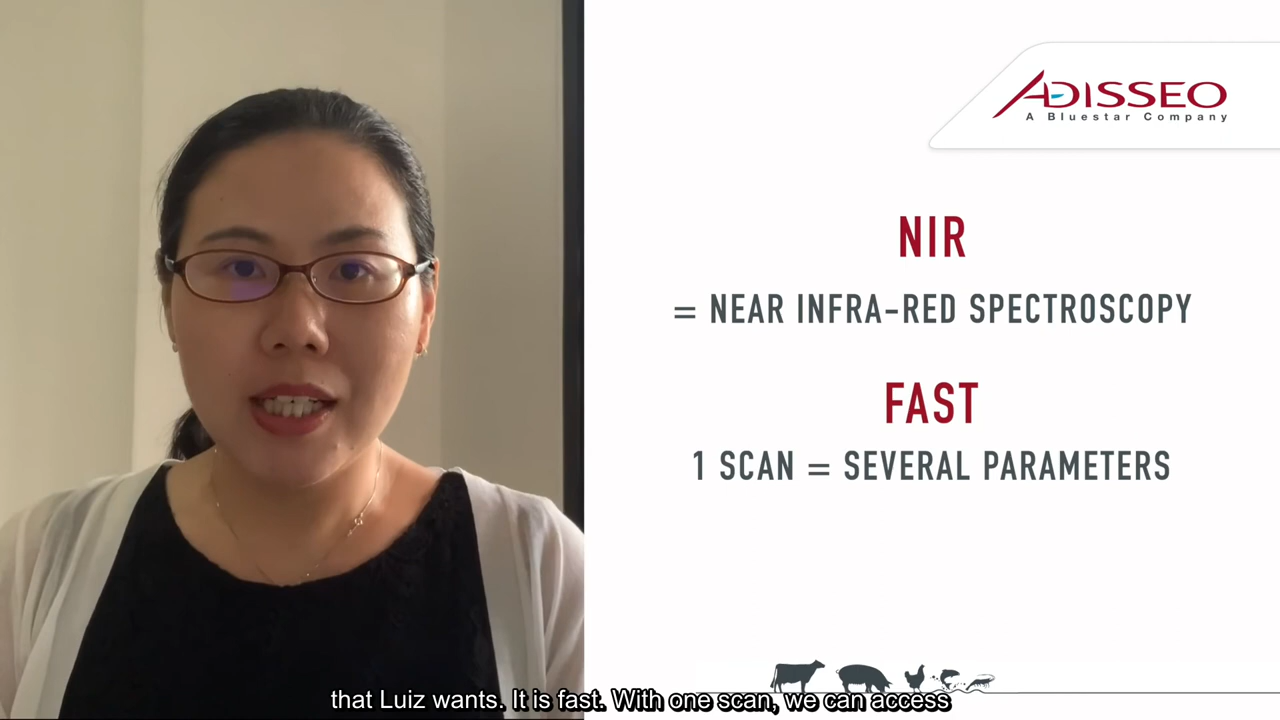 ADISSEO
A Bluestar Company
NIR
= NEAR INFRA-RED SPECTROSCOPY
FAST
1 SCAN = SEVERAL PARAMETERS
that Luiz wants. It is fast. With one scan, we can access